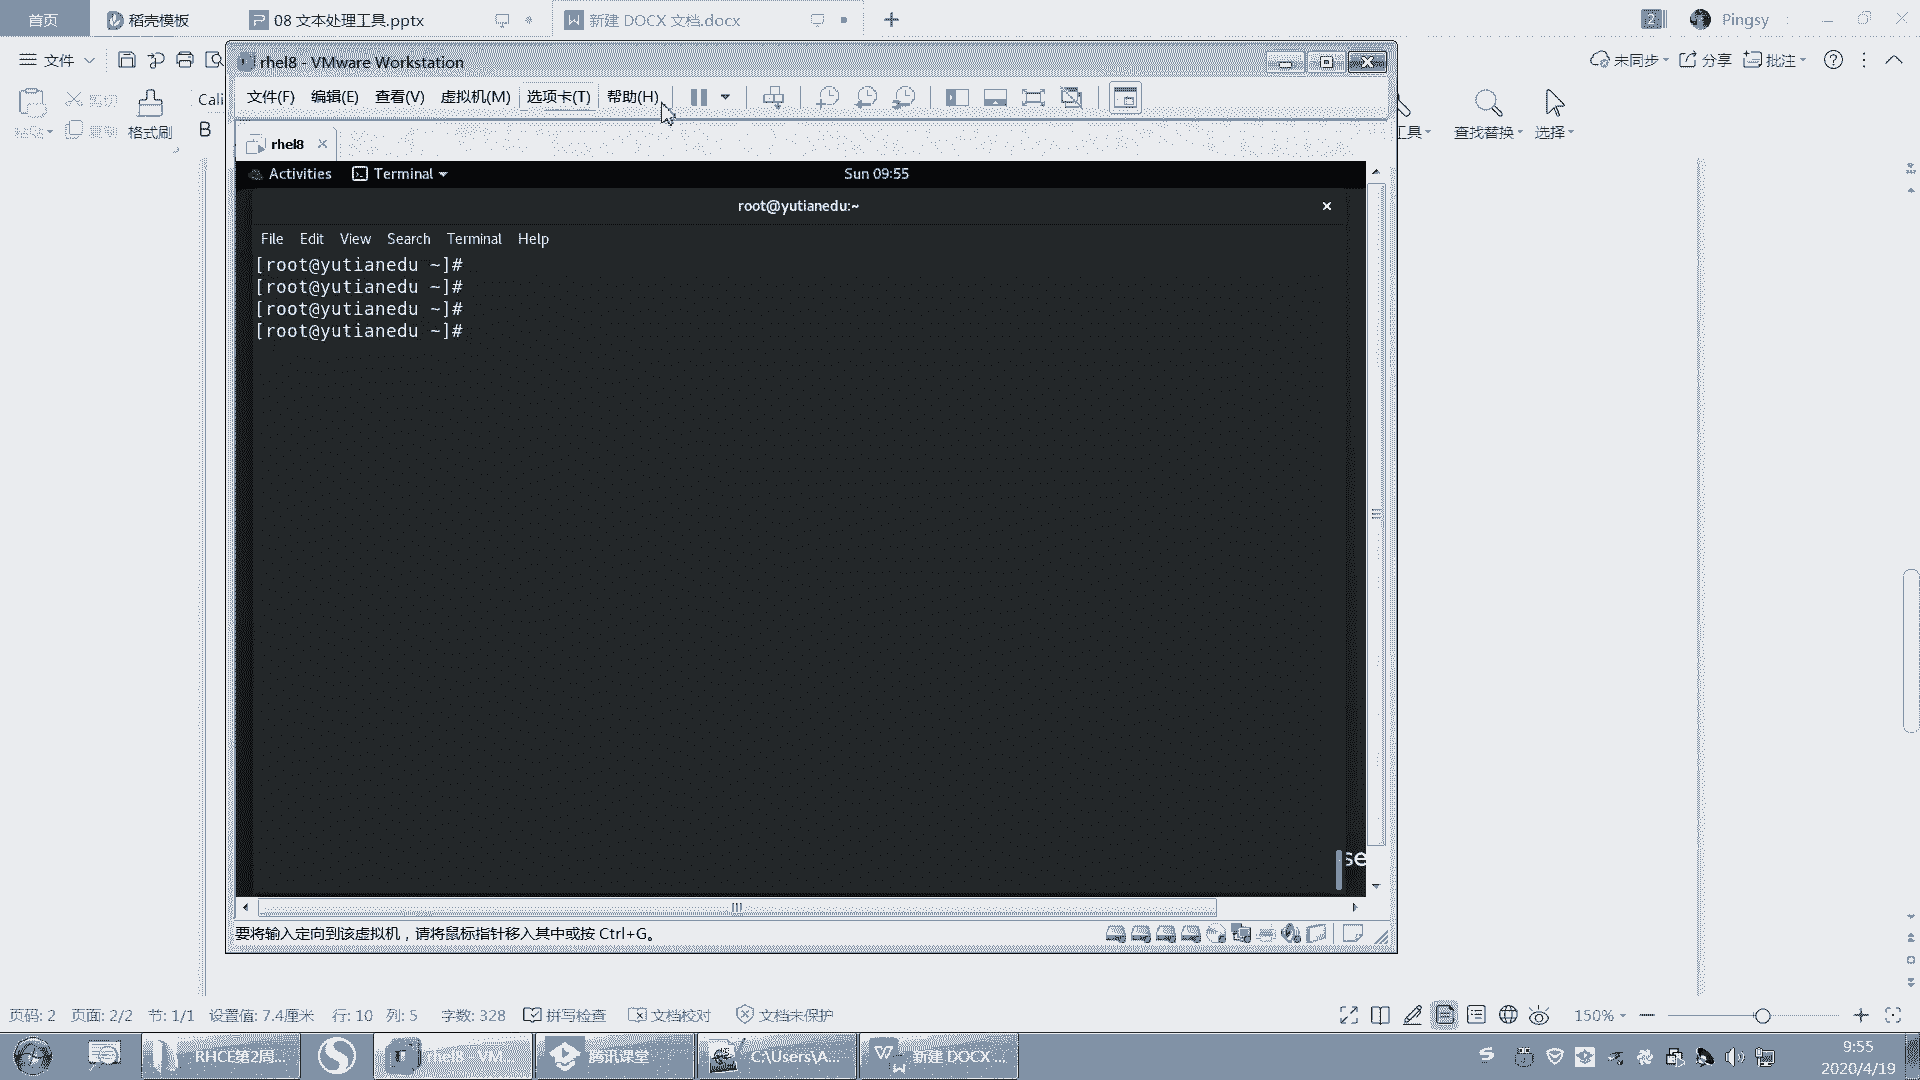 首页
稻壳模板
08 文本处理工具.pptx
新建 DOCX 文档.docx
2
Pingsy
文件
未同步
分享
批注
rhel8 - VMware Workstation
文件(F) 编辑(E) 查看(V) 虚拟机(M) 选项卡(T) 帮助(H)
剪切
Cali
格式刷
B
查找替换
选择
rhel8
Activities
Terminal
Sun 09:55
root@yutianedu:~
File Edit View Search Terminal Help
[root@yutianedu ~]#
[root@yutianedu ~]#
[root@yutianedu ~]#
[root@yutianedu ~]#
se
要将输入定向到该虚拟机，请将鼠标指针移入其中或按 Ctrl+G。
页码: 2 页面: 2/2 节: 1/1 设置值: 7.4厘米 行: 10 列: 5 字数: 328 拼写检查 文档校对 文档未保护
150%
RHCE第2周...
rhel8 - VM...
腾讯课堂
C:\Users\A...
新建 DOCX ...
9:55
2020/4/19